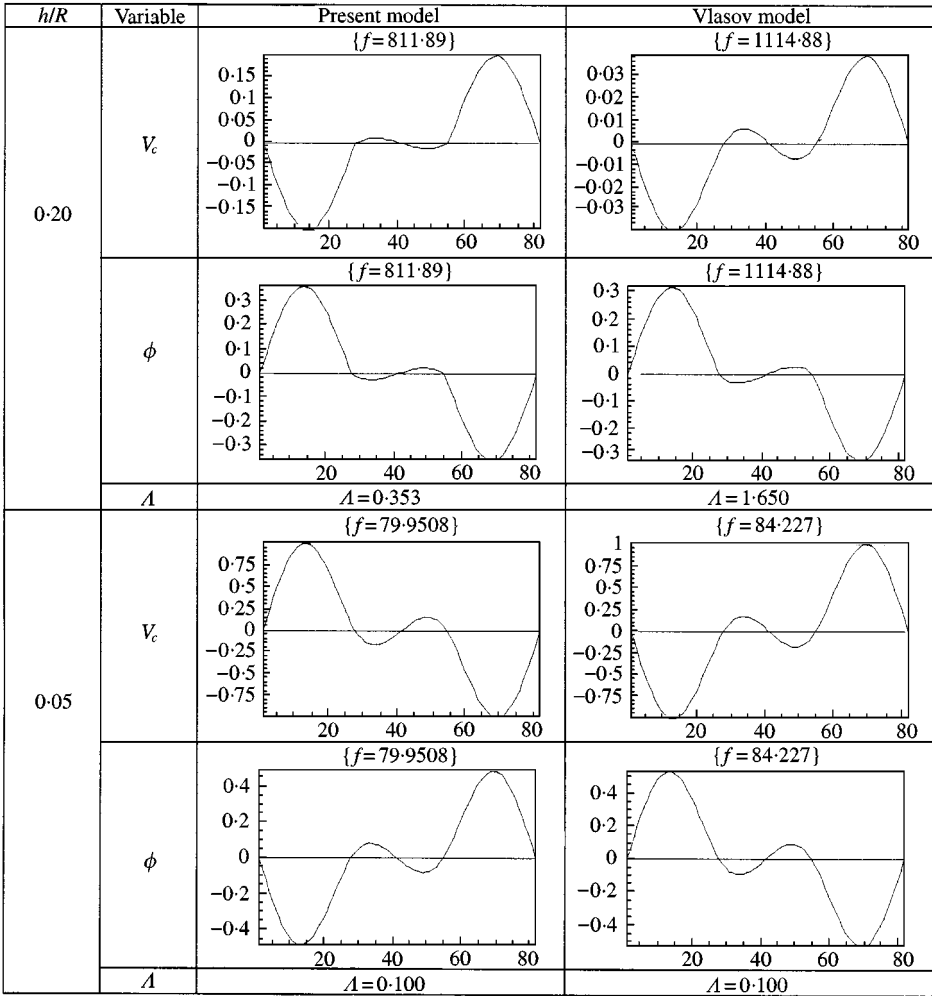 h/R Variable Present model Vlasov model
{f=811·89} {f=1114·88}
0·15 0·1 0·05 0 −0·05 −0·1 −0·15
0·03 0·02 0·01 0 −0·01 −0·02 −0·03
V_c
20 40 60 80 20 40 60 80
0·20
{f=811·89} {f=1114·88}
0·3 0·2 0·1 0 −0·1 −0·2 −0·3
0·3 0·2 0·1 0 −0·1 −0·2 −0·3
ϕ
20 40 60 80 20 40 60 80
Λ Λ=0·353 Λ=1·650
{f=79·9508} {f=84·227}
0·75 0·5 0·25 0 −0·25 −0·5 −0·75
1 0·75 0·5 0·25 0 −0·25 −0·5 −0·75
V_c
20 40 60 80 20 40 60 80
0·05
{f=79·9508} {f=84·227}
0·4 0·2 0 −0·2 −0·4
0·4 0·2 0 −0·2 −0·4
ϕ
20 40 60 80 20 40 60 80
Λ Λ=0·100 Λ=0·100